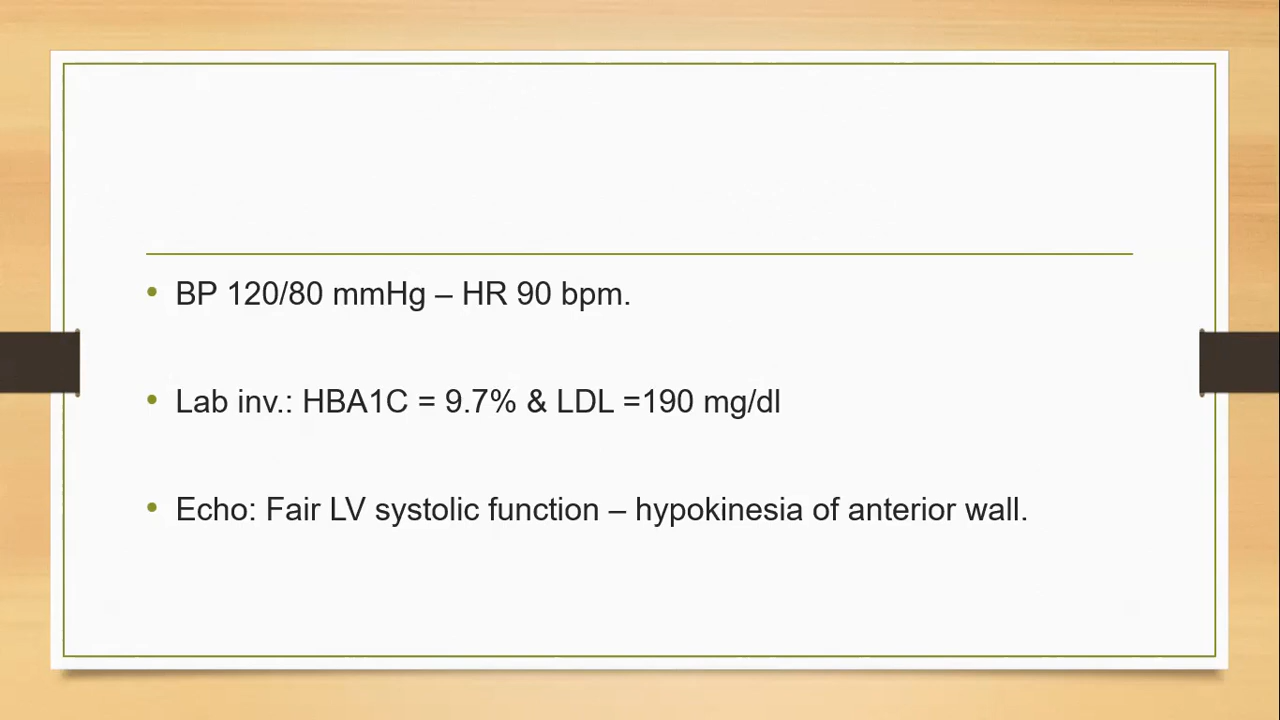 • BP 120/80 mmHg – HR 90 bpm.
• Lab inv.: HBA1C = 9.7% & LDL =190 mg/dl
• Echo: Fair LV systolic function – hypokinesia of anterior wall.